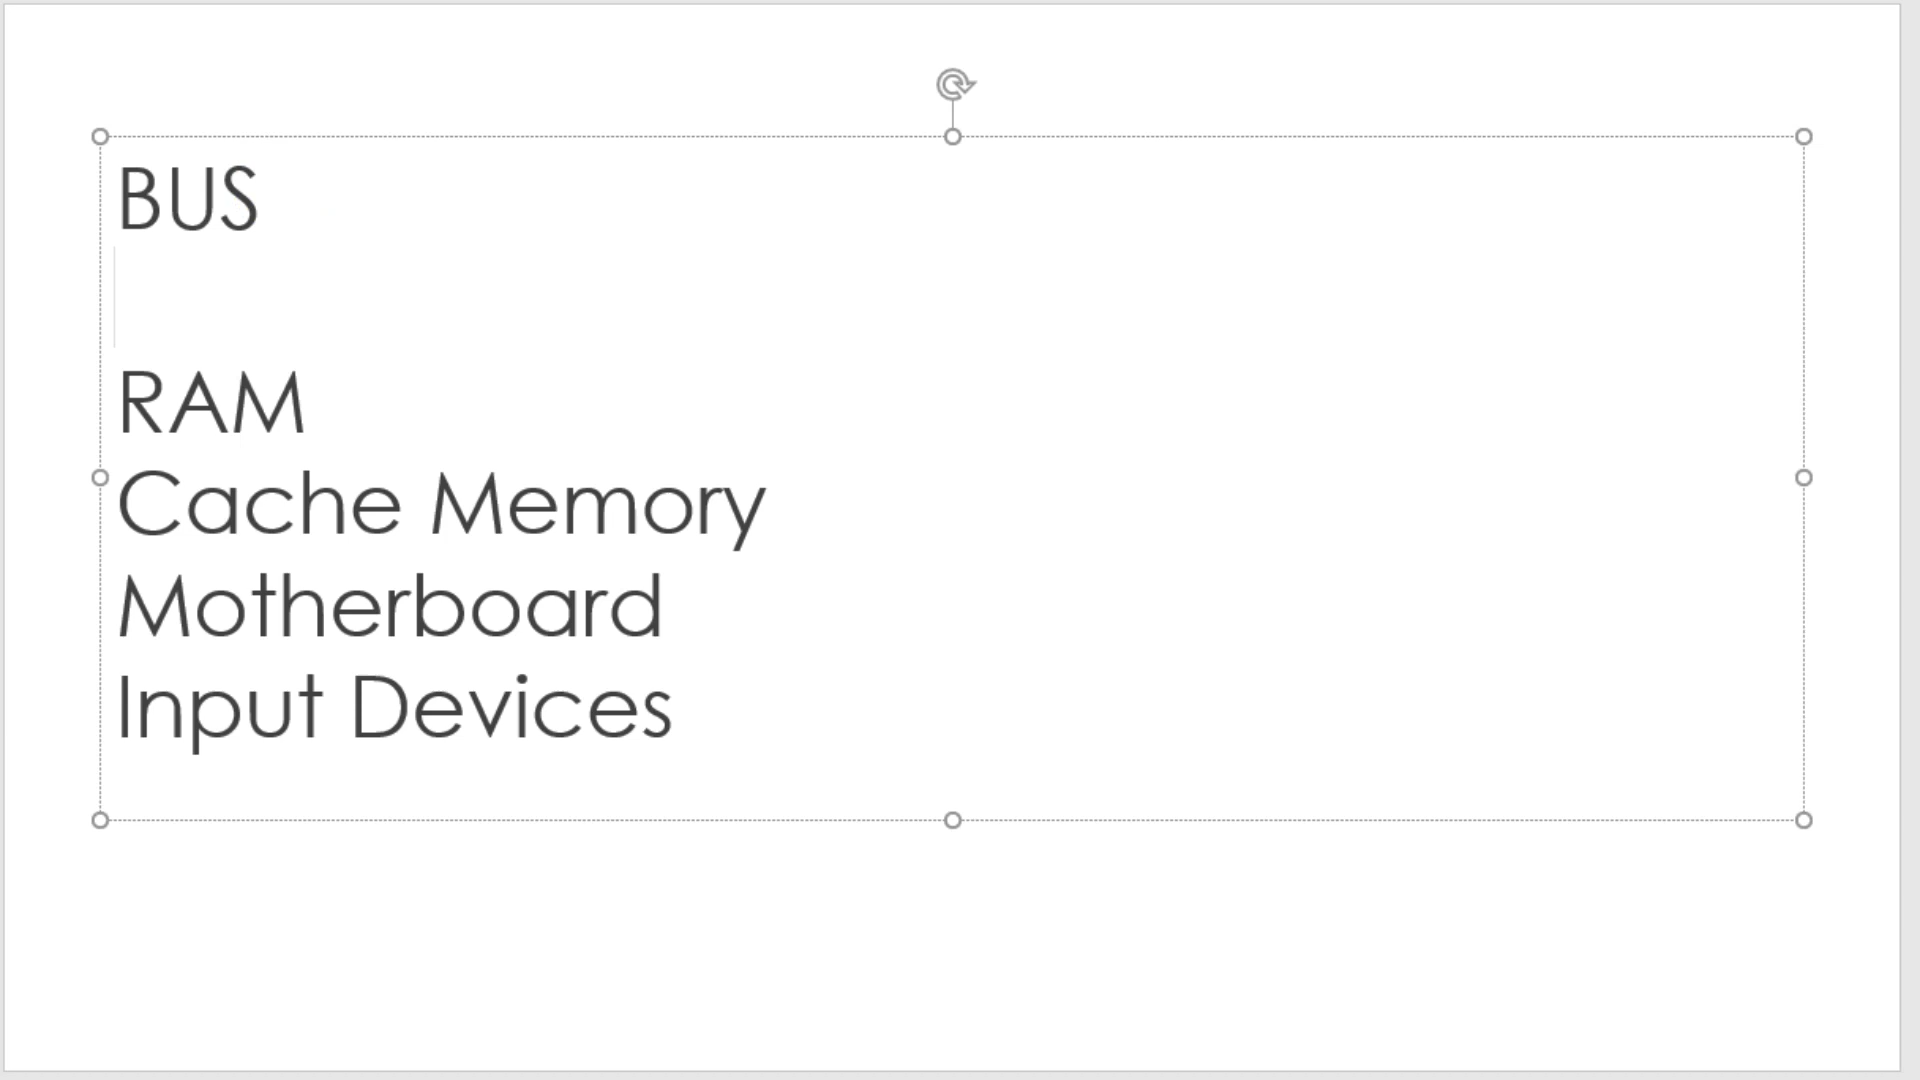 BUS
RAM
Cache Memory
Motherboard
Input Devices